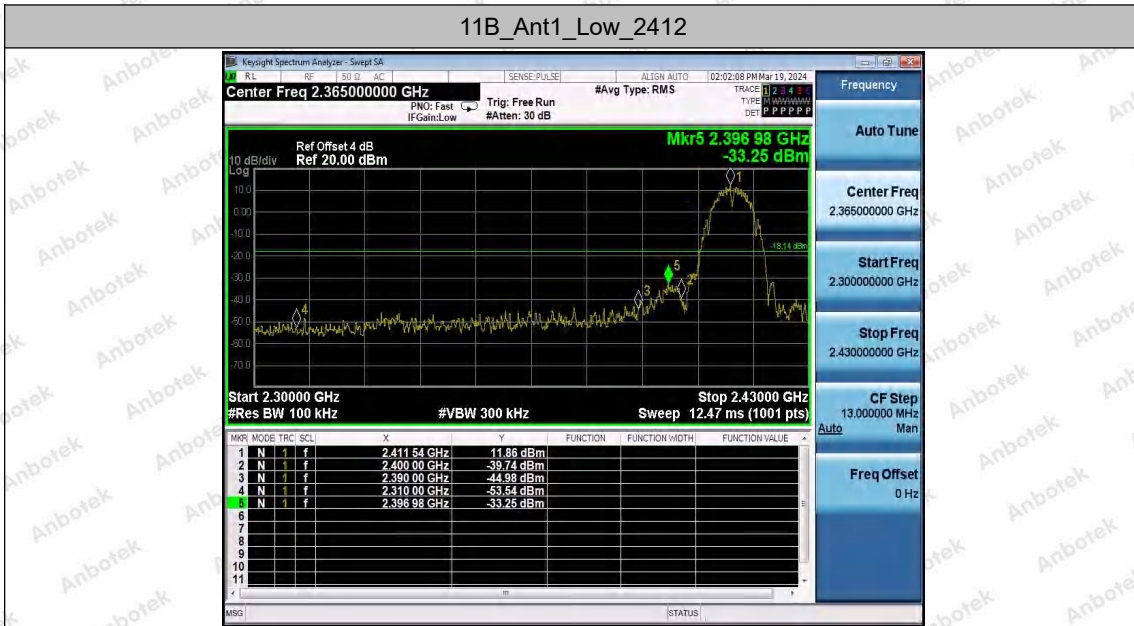 11B_Ant1_Low_2412
Keysight Spectrum Analyzer - Swept SA
RL RF 50 Ω AC SENSE:PULSE ALIGN AUTO 02:02:08 PM Mar 19, 2024
Center Freq 2.365000000 GHz
PNO: Fast
IFGain:Low
Trig: Free Run
#Atten: 30 dB
#Avg Type: RMS
TRACE 1 2 3 4 5 6
TYPE M WWWWW
DET P P P P P P
Frequency
Mkr5 2.396 98 GHz
-33.25 dBm
Ref Offset 4 dB
10 dB/div Ref 20.00 dBm
Log
10.0
0.00
-10.0
-20.0
-30.0
-40.0
-50.0
-60.0
-70.0
1
-18.14 dBm
5
2
3
4
Start 2.30000 GHz Stop 2.43000 GHz
#Res BW 100 kHz #VBW 300 kHz Sweep 12.47 ms (1001 pts)
MKR MODE TRC SCL X Y FUNCTION FUNCTION WIDTH FUNCTION VALUE
1 N 1 f 2.411 54 GHz 11.86 dBm
2 N 1 f 2.400 00 GHz -39.74 dBm
3 N 1 f 2.390 00 GHz -44.98 dBm
4 N 1 f 2.310 00 GHz -53.54 dBm
5 N 1 f 2.396 98 GHz -33.25 dBm
6
7
8
9
10
11
MSG STATUS
Auto Tune
Center Freq
2.365000000 GHz
Start Freq
2.300000000 GHz
Stop Freq
2.430000000 GHz
CF Step
13.000000 MHz
Auto Man
Freq Offset
0 Hz
Anbotek